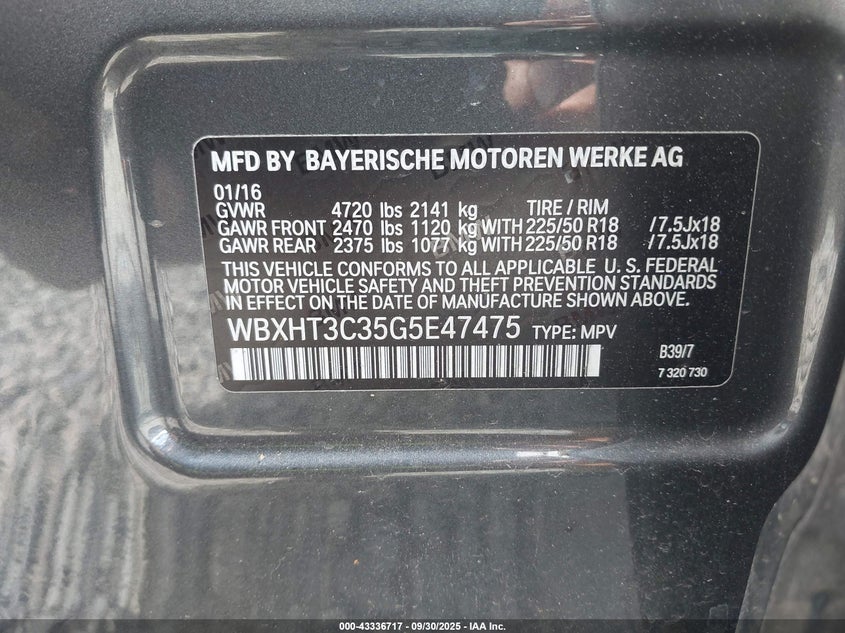 MFD BY BAYERISCHE MOTOREN WERKE AG
01/16
GVWR 4720 lbs 2141 kg TIRE / RIM
GAWR FRONT 2470 lbs 1120 kg WITH 225/50 R18 /7.5Jx18
GAWR REAR 2375 lbs 1077 kg WITH 225/50 R18 /7.5Jx18
THIS VEHICLE CONFORMS TO ALL APPLICABLE U. S. FEDERAL
MOTOR VEHICLE SAFETY AND THEFT PREVENTION STANDARDS
IN EFFECT ON THE DATE OF MANUFACTURE SHOWN ABOVE.
WBXHT3C35G5E47475 TYPE: MPV
B39/7
7 320 730
000-43336717 - 09/30/2025 - IAA Inc.